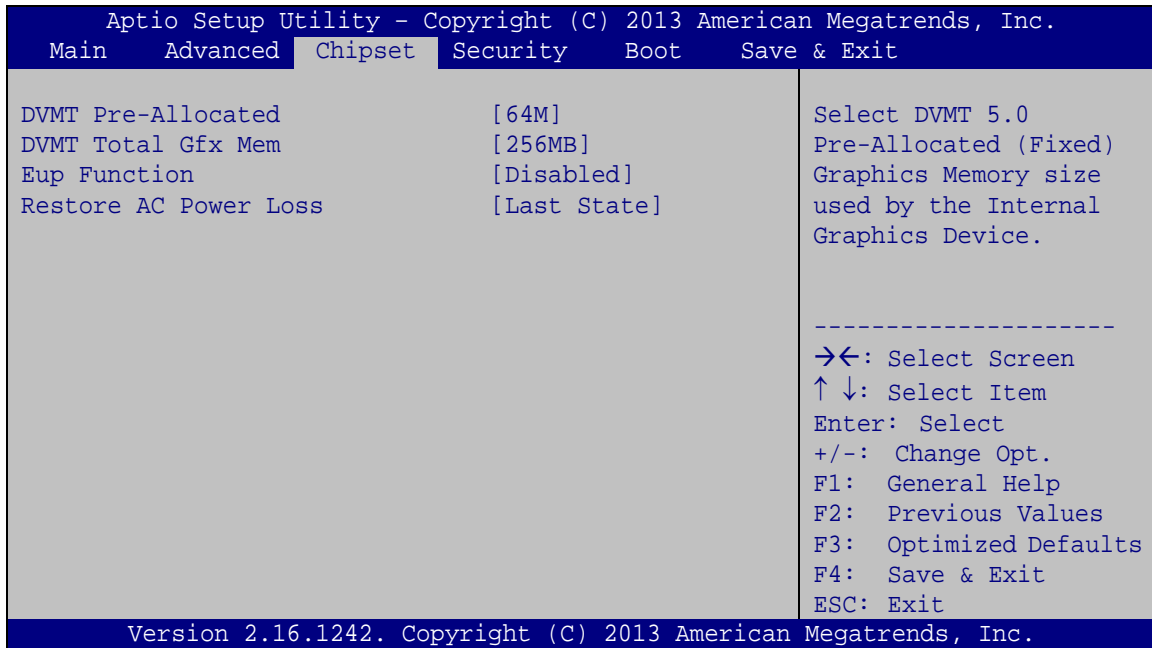 Aptio Setup Utility – Copyright (C) 2013 American Megatrends, Inc.
Main Advanced Chipset Security Boot Save & Exit
DVMT Pre-Allocated [64M]
DVMT Total Gfx Mem [256MB]
Eup Function [Disabled]
Restore AC Power Loss [Last State]
Select DVMT 5.0
Pre-Allocated (Fixed)
Graphics Memory size
used by the Internal
Graphics Device.
---------------------
→←: Select Screen
↑ ↓: Select Item
Enter: Select
+/-: Change Opt.
F1: General Help
F2: Previous Values
F3: Optimized Defaults
F4: Save & Exit
ESC: Exit
Version 2.16.1242. Copyright (C) 2013 American Megatrends, Inc.